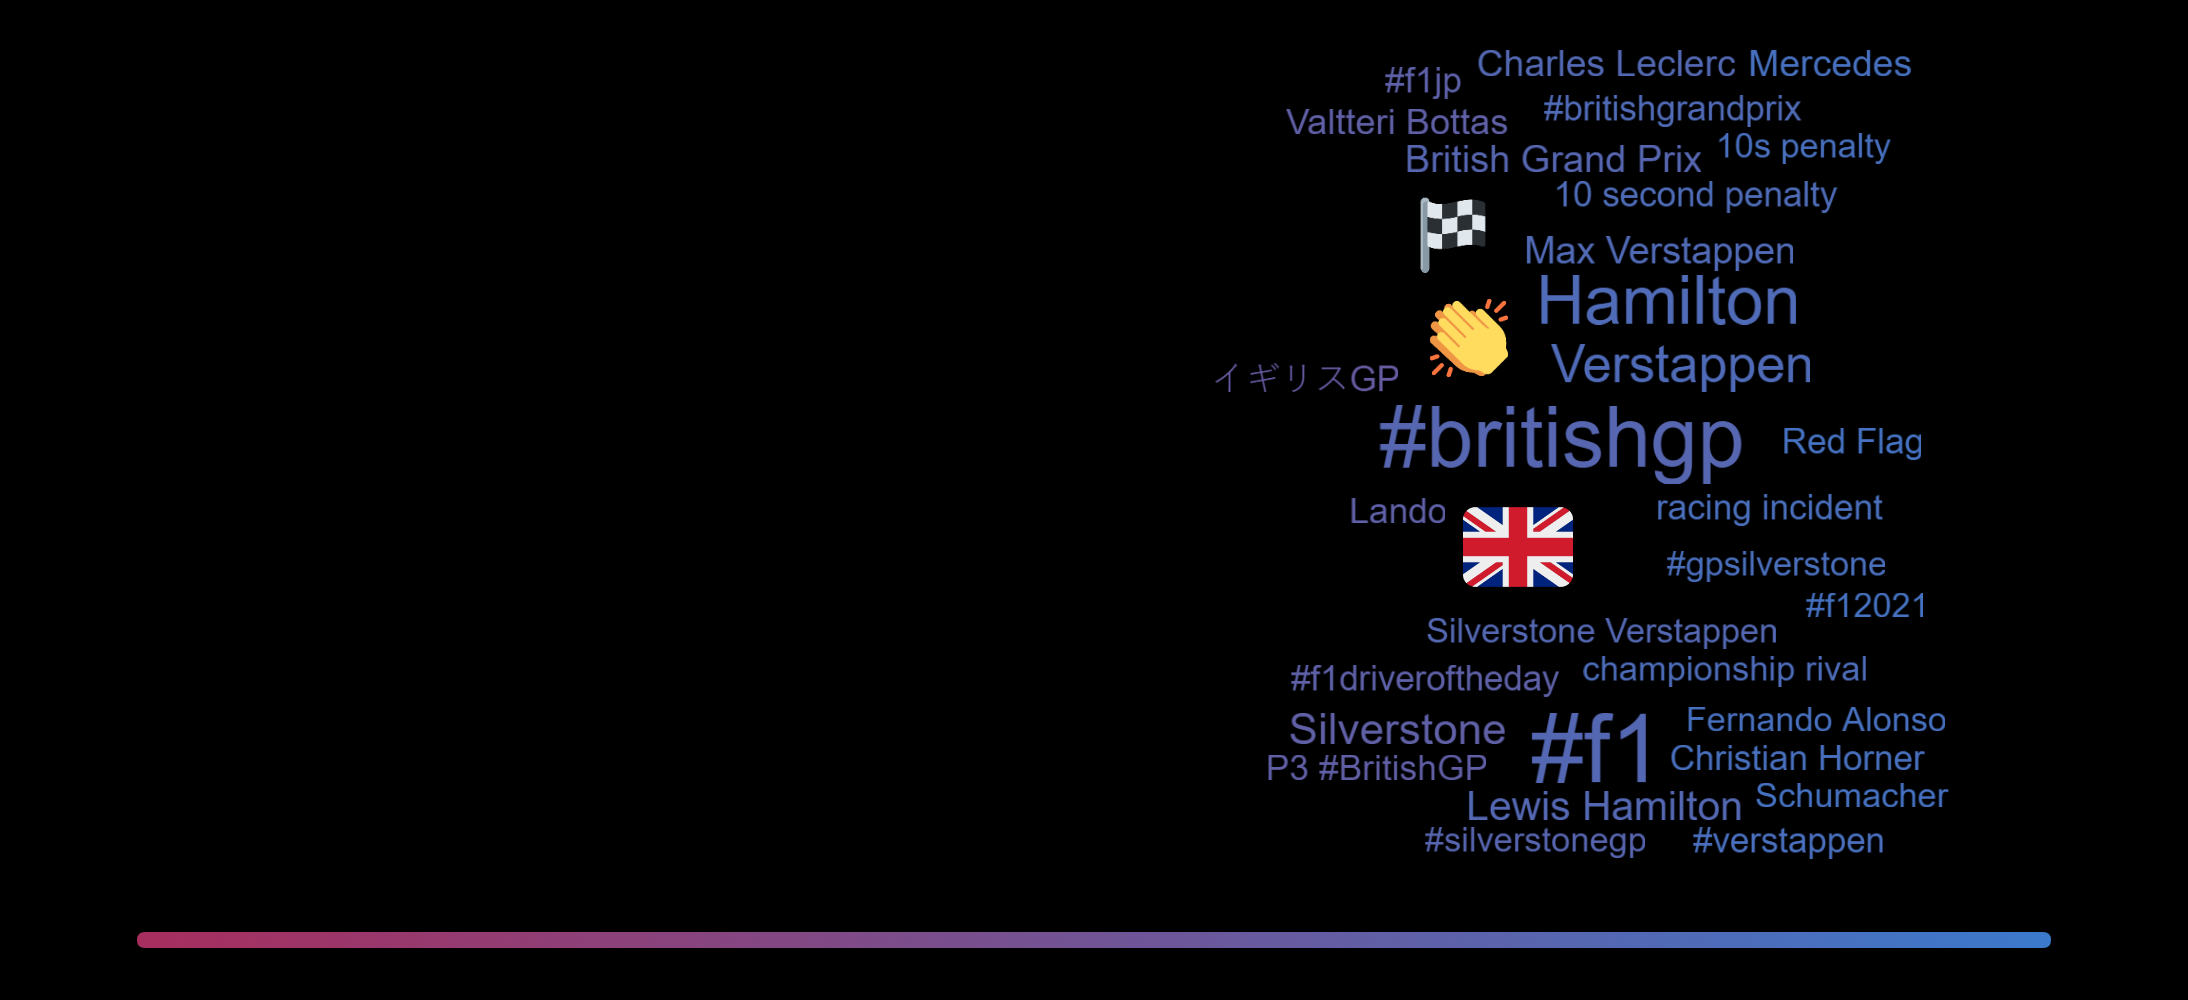 Charles Leclerc Mercedes
#f1jp
#britishgrandprix
Valtteri Bottas
10s penalty
British Grand Prix
10 second penalty
Max Verstappen
Hamilton
Verstappen
イギリスGP
#britishgp
Red Flag
racing incident
Lando
#gpsilverstone
#f12021
Silverstone Verstappen
championship rival
#f1driveroftheday
Fernando Alonso
Silverstone
#f1
Christian Horner
P3 #BritishGP
Schumacher
Lewis Hamilton
#silverstonegp
#verstappen